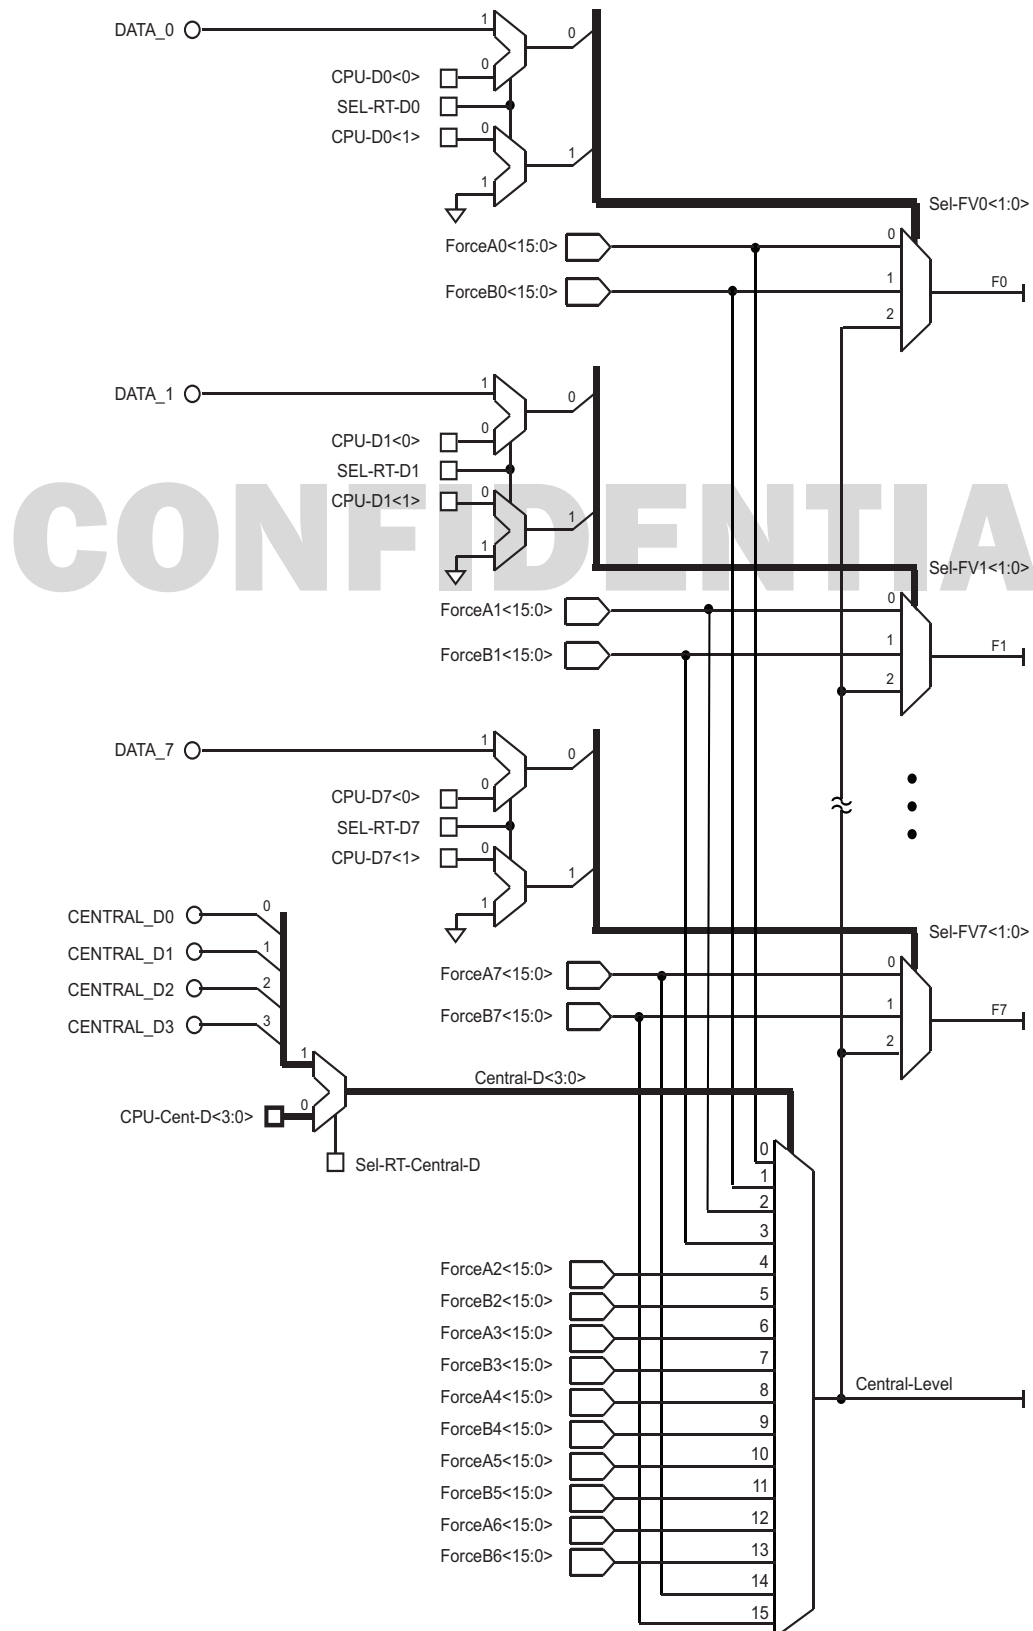 DATA_0
1
0
CPU-D0<0>
0
SEL-RT-D0
CPU-D0<1>
0
1
1
Sel-FV0<1:0>
ForceA0<15:0>
0
ForceB0<15:0>
1
F0
2
DATA_1
1
0
CPU-D1<0>
0
SEL-RT-D1
CPU-D1<1>
0
1
1
CONFIDENTIA
Sel-FV1<1:0>
ForceA1<15:0>
0
ForceB1<15:0>
1
F1
2
DATA_7
1
0
CPU-D7<0>
0
SEL-RT-D7
CPU-D7<1>
0
1
1
CENTRAL_D0
0
CENTRAL_D1
1
CENTRAL_D2
2
CENTRAL_D3
3
Sel-FV7<1:0>
ForceA7<15:0>
0
ForceB7<15:0>
1
F7
2
1
Central-D<3:0>
CPU-Cent-D<3:0>
0
Sel-RT-Central-D
0
1
2
3
ForceA2<15:0>
4
ForceB2<15:0>
5
ForceA3<15:0>
6
ForceB3<15:0>
7
ForceA4<15:0>
8
Central-Level
ForceB4<15:0>
9
ForceA5<15:0>
10
ForceB5<15:0>
11
ForceA6<15:0>
12
ForceB6<15:0>
13
14
15